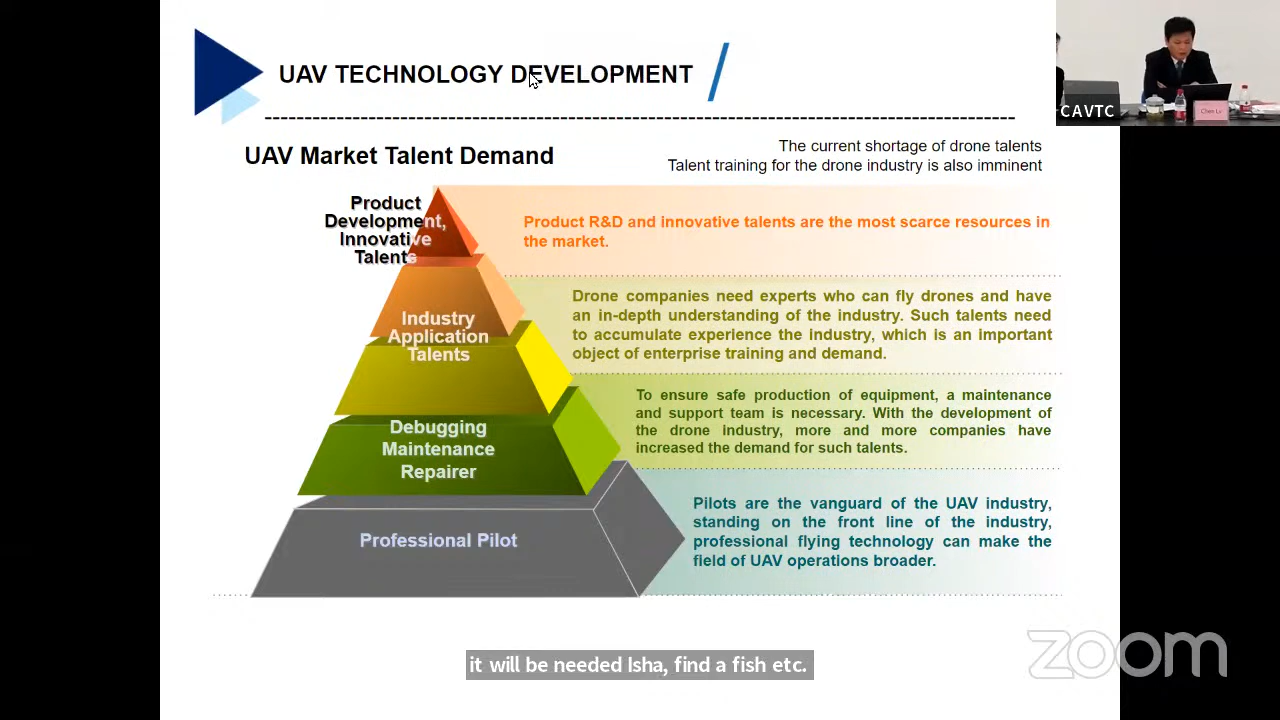 UAV TECHNOLOGY DEVELOPMENT
CAVTC
Chen Lu
UAV Market Talent Demand
The current shortage of drone talents
Talent training for the drone industry is also imminent
Product
Development,
Innovative
Talents
Product R&D and innovative talents are the most scarce resources in
the market.
Industry
Application
Talents
Drone companies need experts who can fly drones and have
an in-depth understanding of the industry. Such talents need
to accumulate experience the industry, which is an important
object of enterprise training and demand.
Debugging
Maintenance
Repairer
To ensure safe production of equipment, a maintenance
and support team is necessary. With the development of
the drone industry, more and more companies have
increased the demand for such talents.
Professional Pilot
Pilots are the vanguard of the UAV industry,
standing on the front line of the industry,
professional flying technology can make the
field of UAV operations broader.
it will be needed Isha, find a fish etc.
zoom